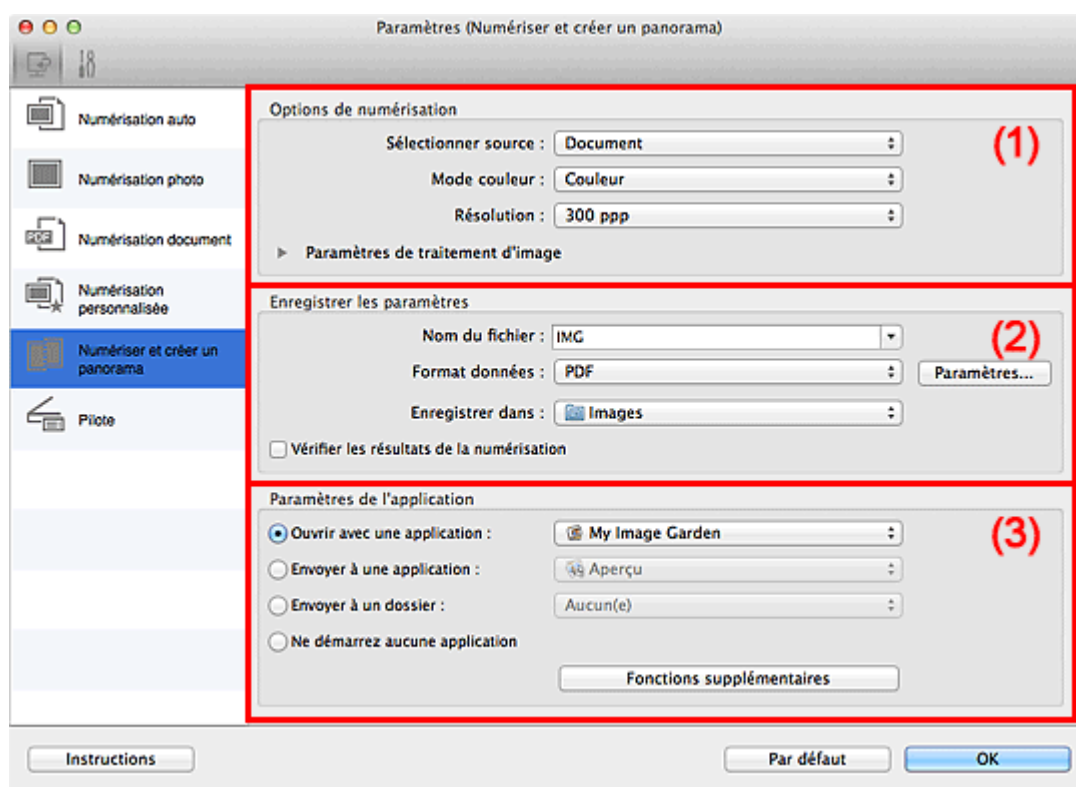 Paramètres (Numériser et créer un panorama)
Numérisation auto
Numérisation photo
PDF
Numérisation document
Numérisation
personnalisée
Numériser et créer un
panorama
Pilote
Options de numérisation
(1)
Sélectionner source : Document
Mode couleur : Couleur
Résolution : 300 ppp
Paramètres de traitement d'image
Enregistrer les paramètres
(2)
Nom du fichier : IMG
Format données : PDF Paramètres...
Enregistrer dans : Images
Vérifier les résultats de la numérisation
Paramètres de l'application
(3)
Ouvrir avec une application : My Image Garden
Envoyer à une application : Aperçu
Envoyer à un dossier : Aucun(e)
Ne démarrez aucune application
Fonctions supplémentaires
Instructions Par défaut OK